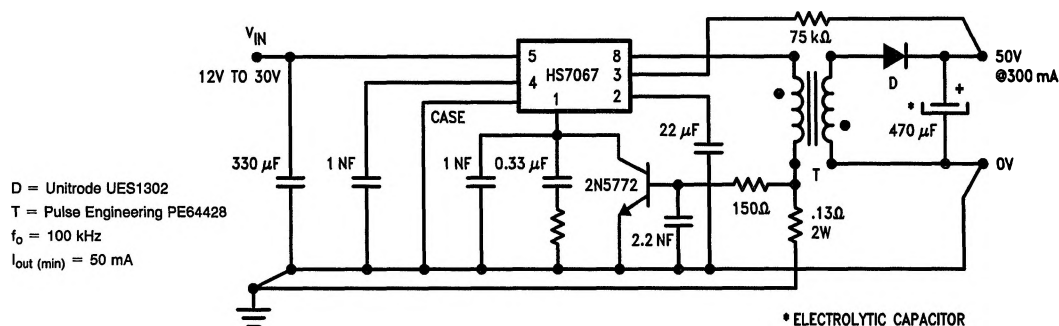 V_IN
12V TO 30V
5
4
1
HS7067
8
3
2
CASE
75 kΩ
50V
@300 mA
D
+
*
470 μF
0V
T
330 μF
1 NF
1 NF
0.33 μF
22 μF
2N5772
150Ω
2.2 NF
.13Ω
2W
D = Unitrode UES1302
T = Pulse Engineering PE64428
f_o = 100 kHz
I_out (min) = 50 mA
* ELECTROLYTIC CAPACITOR